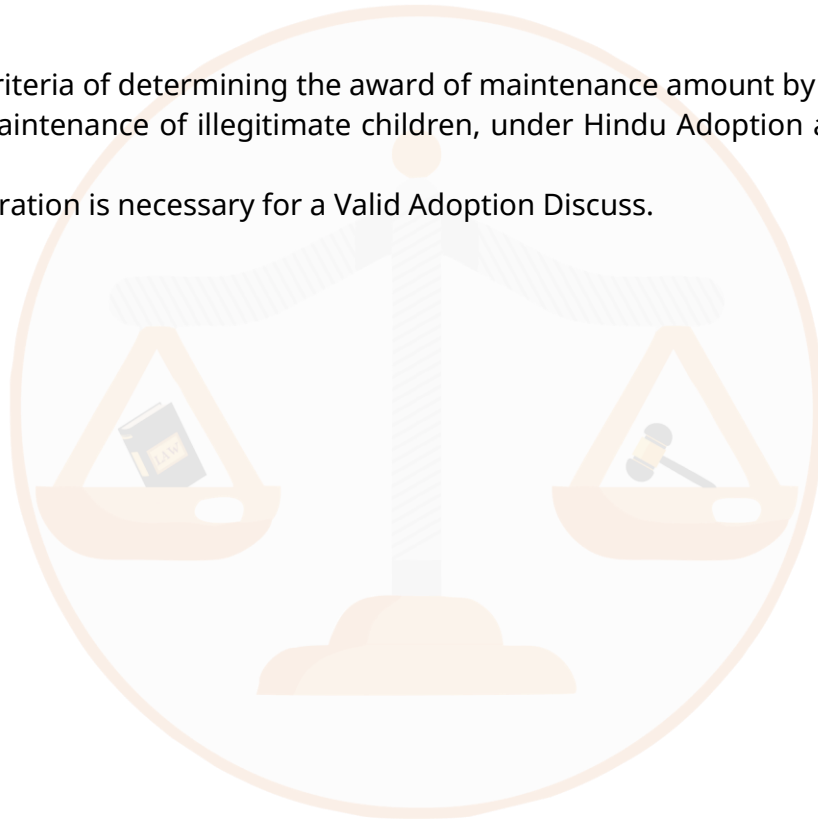 riteria of determining the award of maintenance amount by
aintenance of illegitimate children, under Hindu Adoption a
ration is necessary for a Valid Adoption Discuss.
LAW